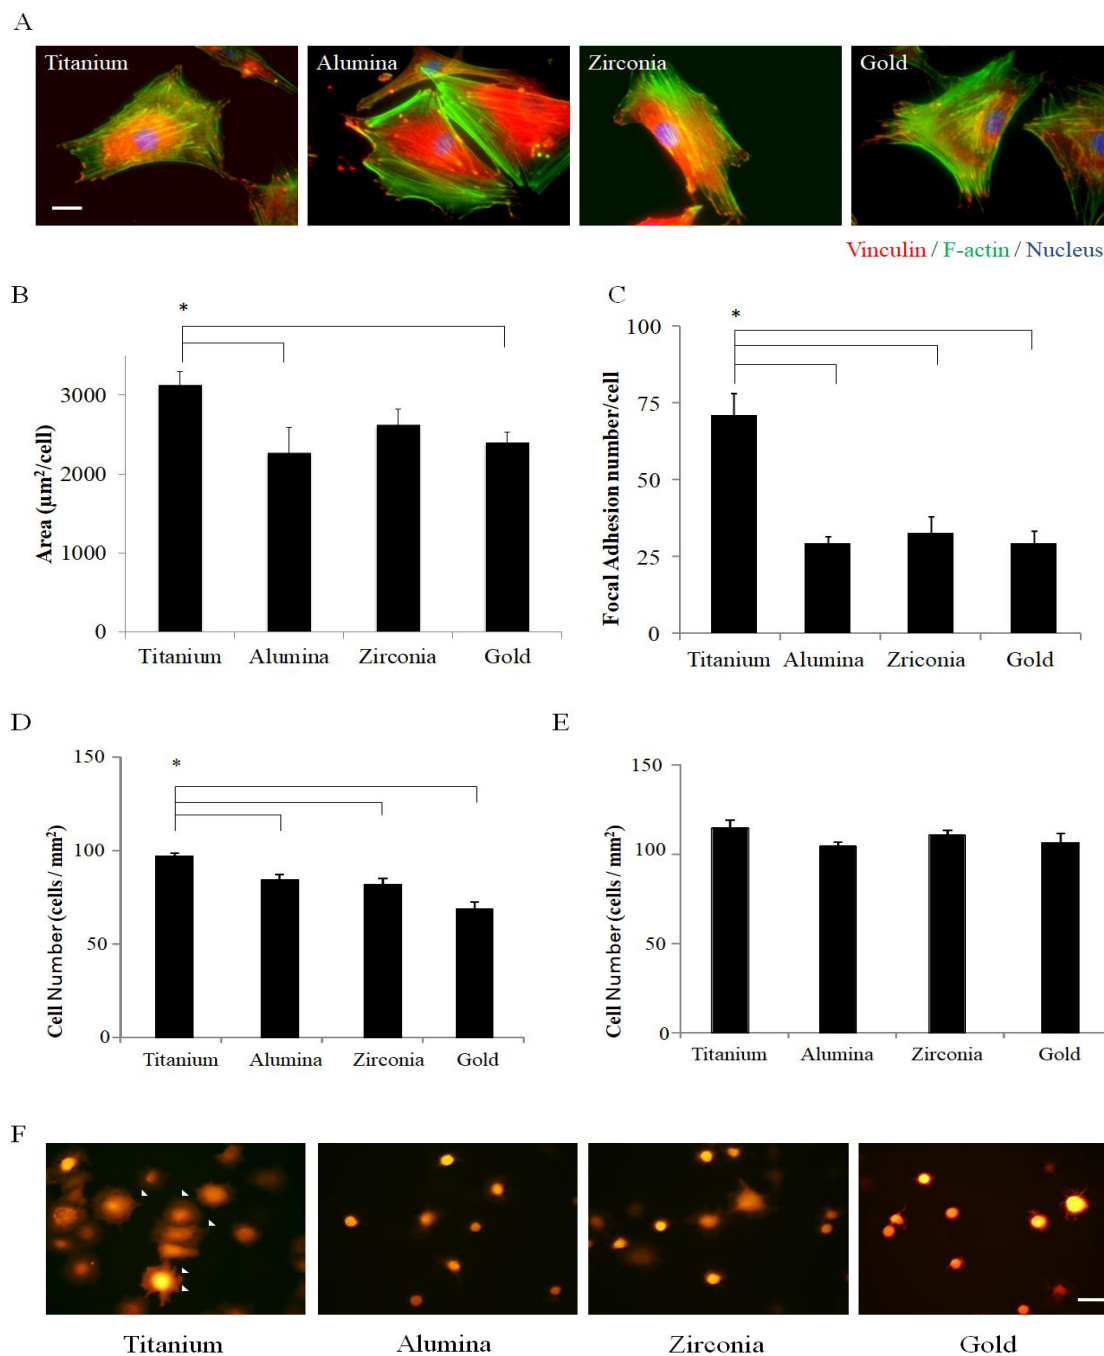 A
Titanium
Alumina
Zirconia
Gold
Vinculin / F-actin / Nucleus
B
*
Area (µm²/cell)
3000
2000
1000
0
Titanium Alumina Zirconia Gold
C
*
Focal Adhesion number/cell
100
75
50
25
0
Titanium Alumina Zriconia Gold
D
*
Cell Number (cells / mm²)
150
100
50
0
Titanium Alumina Zirconia Gold
E
Cell Number (cells / mm²)
150
100
50
0
Titanium Alumina Zirconia Gold
F
Titanium
Alumina
Zirconia
Gold